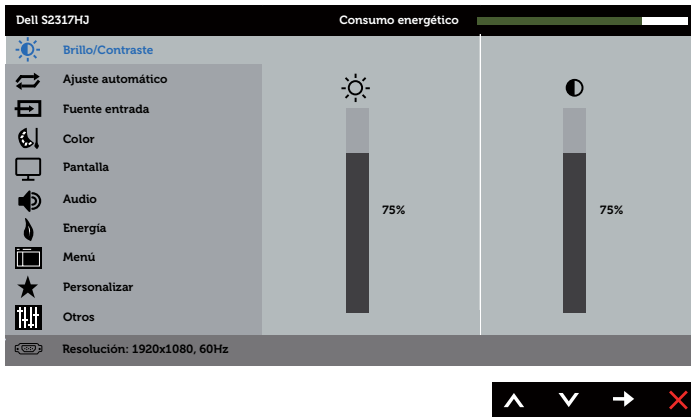 Dell S2317HJ
Consumo energético
Brillo/Contraste
Ajuste automático
Fuente entrada
Color
Pantalla
Audio
Energía
Menú
Personalizar
Otros
75%
75%
Resolución: 1920x1080, 60Hz